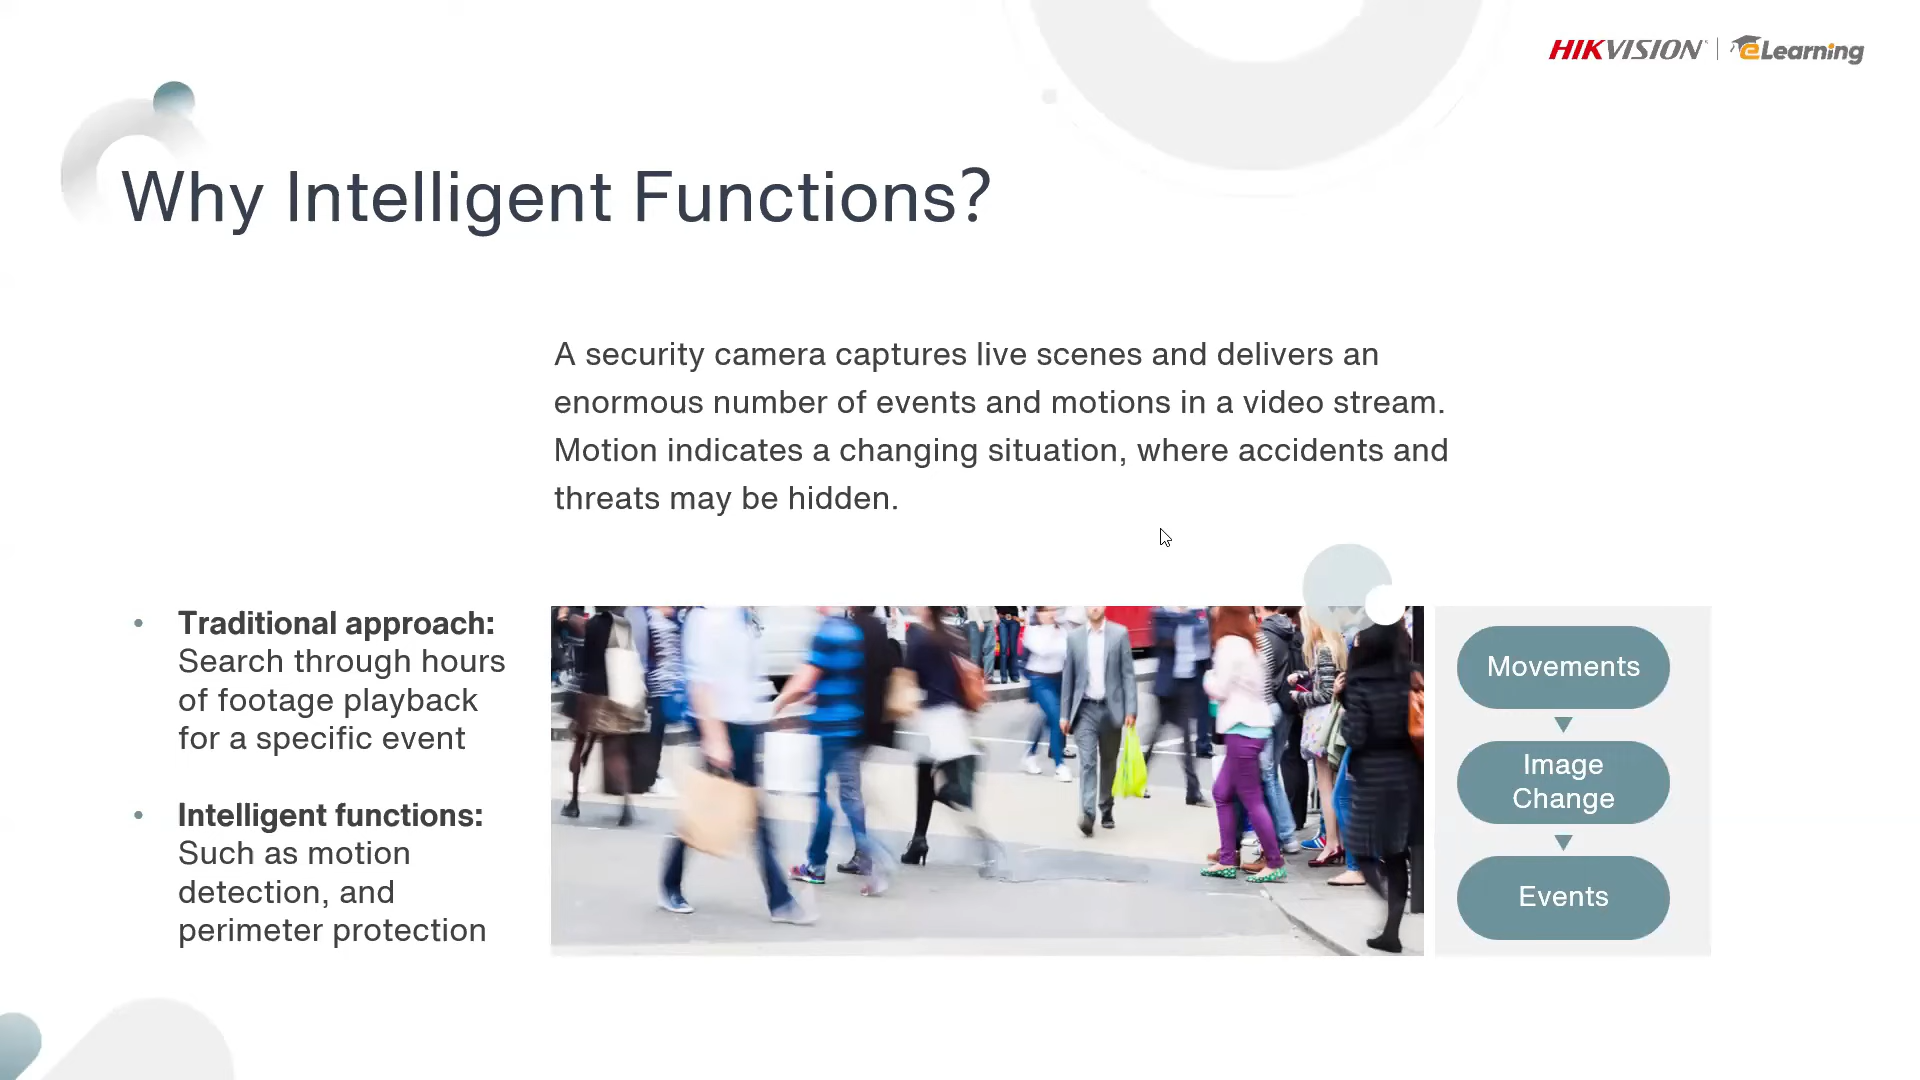 HIKVISION
eLearning
Why Intelligent Functions?
A security camera captures live scenes and delivers an
enormous number of events and motions in a video stream.
Motion indicates a changing situation, where accidents and
threats may be hidden.
• Traditional approach:
Search through hours
of footage playback
for a specific event
• Intelligent functions:
Such as motion
detection, and
perimeter protection
Movements
Image
Change
Events